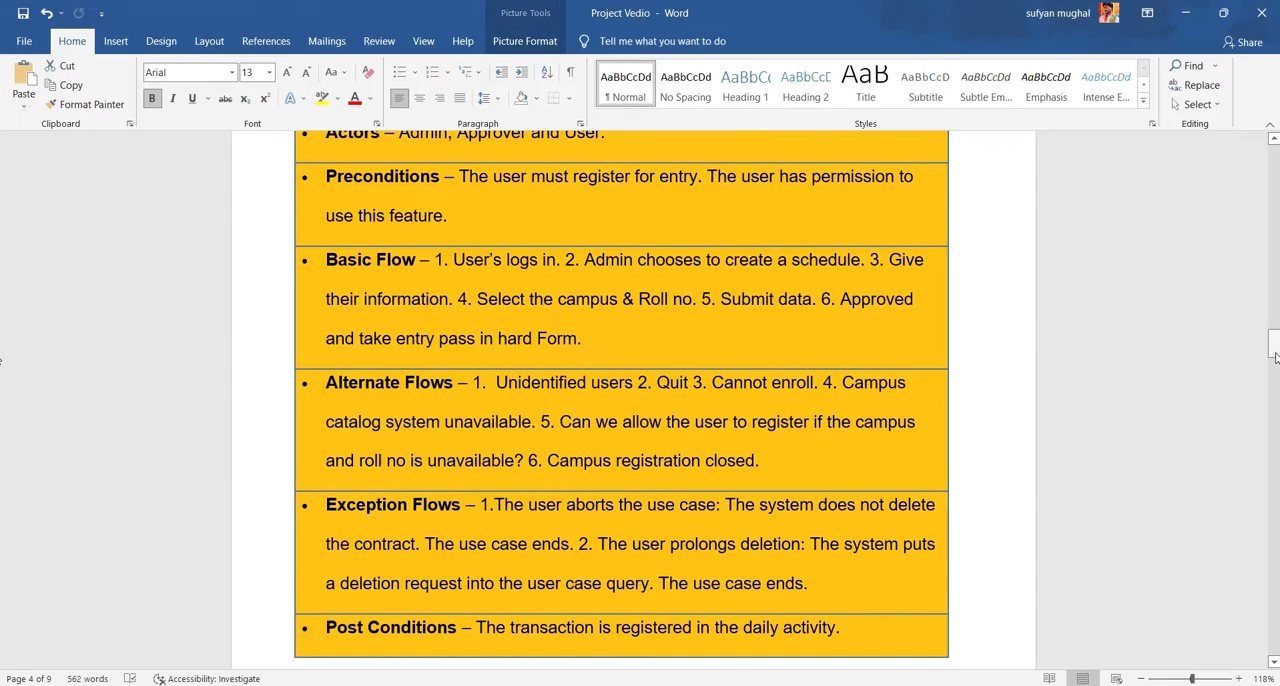 Picture Tools
Project Vedio - Word
sufyan mughal
File Home Insert Design Layout References Mailings Review View Help Picture Format Tell me what you want to do Share
Paste
Cut
Copy
Format Painter
Clipboard
Arial 13
Font
Paragraph
AaBbCcDd AaBbCcDd AaBbC AaBbCcE AaB AaBbCcD AaBbCcDd AaBbCcDd AaBbCcDd
¶ Normal No Spacing Heading 1 Heading 2 Title Subtitle Subtle Em... Emphasis Intense E...
Styles
Find
Replace
Select
Editing
• Actors – Admin, Approver and User.
• Preconditions – The user must register for entry. The user has permission to
use this feature.
• Basic Flow – 1. User’s logs in. 2. Admin chooses to create a schedule. 3. Give
their information. 4. Select the campus & Roll no. 5. Submit data. 6. Approved
and take entry pass in hard Form.
• Alternate Flows – 1. Unidentified users 2. Quit 3. Cannot enroll. 4. Campus
catalog system unavailable. 5. Can we allow the user to register if the campus
and roll no is unavailable? 6. Campus registration closed.
• Exception Flows – 1.The user aborts the use case: The system does not delete
the contract. The use case ends. 2. The user prolongs deletion: The system puts
a deletion request into the user case query. The use case ends.
• Post Conditions – The transaction is registered in the daily activity.
Page 4 of 9 562 words Accessibility: Investigate 118%